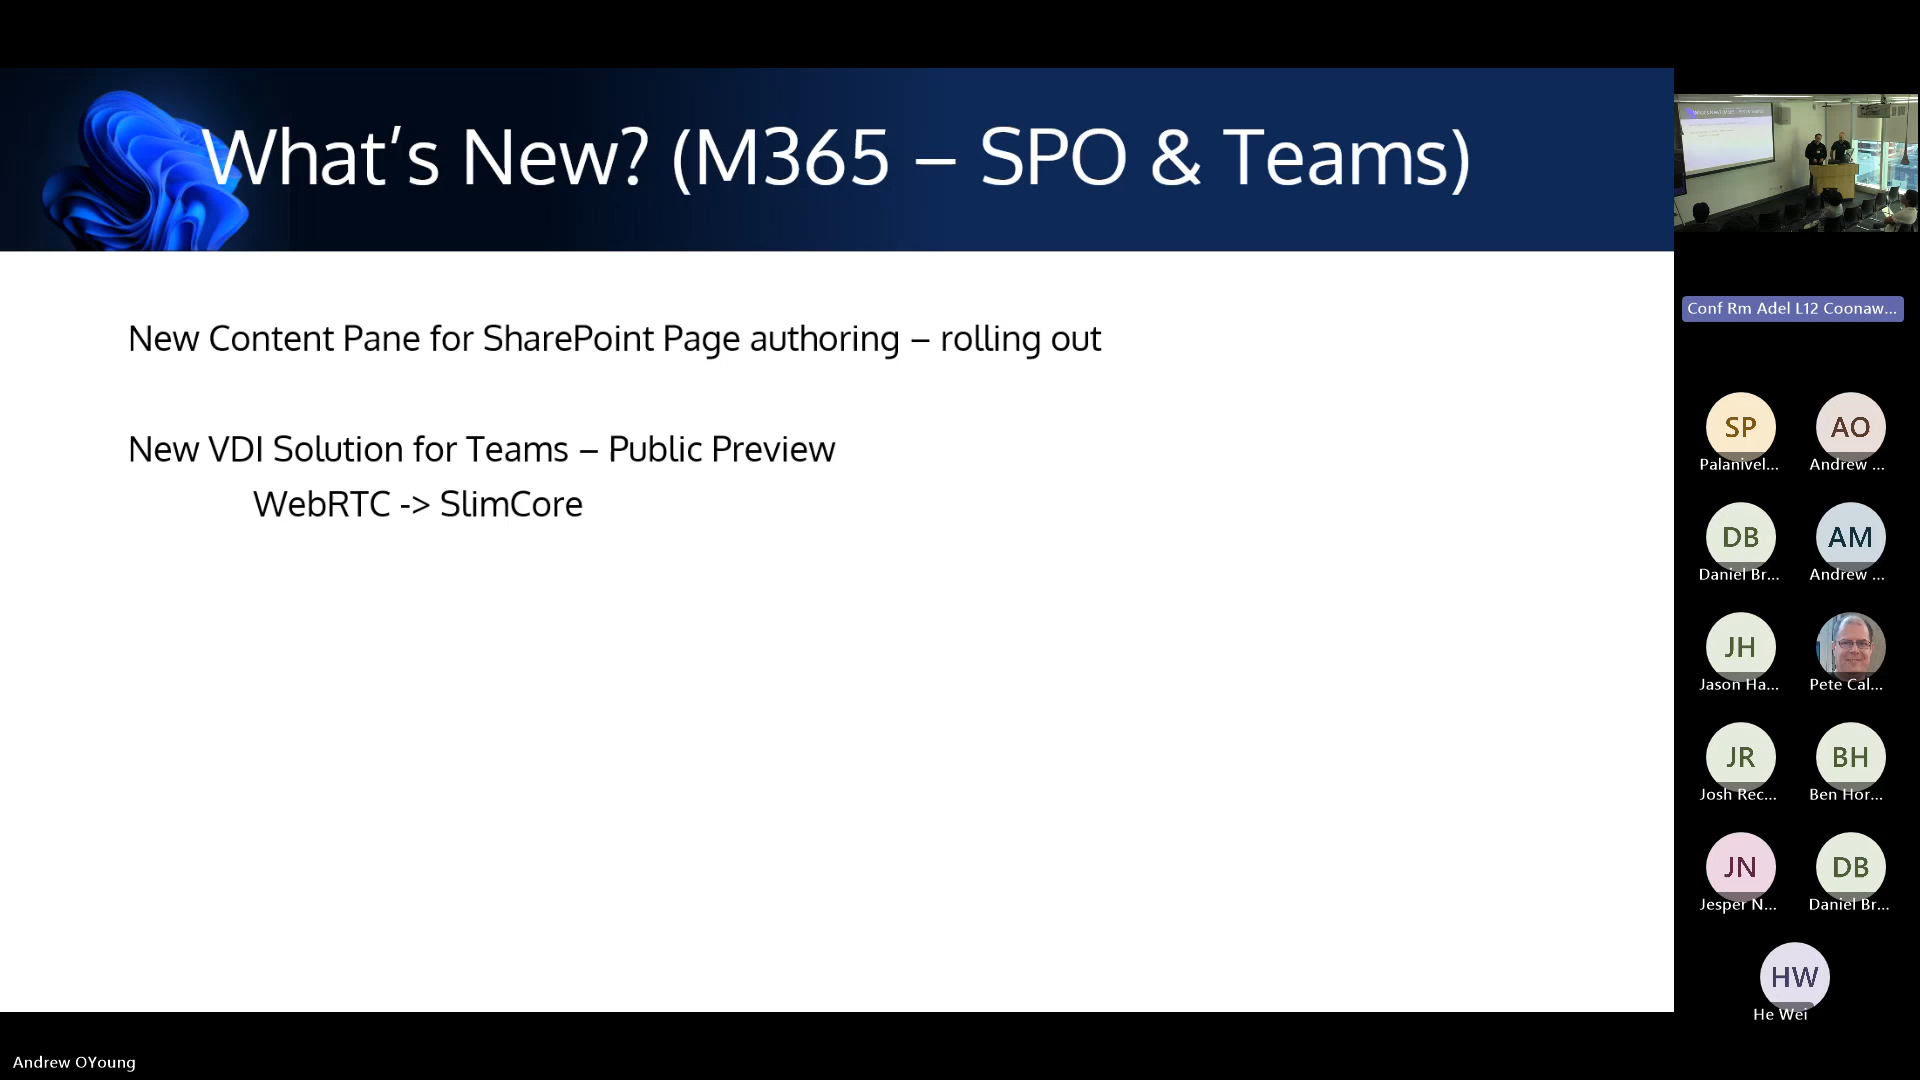 What's New? (M365 – SPO & Teams)
New Content Pane for SharePoint Page authoring – rolling out
New VDI Solution for Teams – Public Preview
WebRTC -> SlimCore
Conf Rm Adel L12 Coonaw...
SP
Palanivel...
AO
Andrew ...
DB
Daniel Br...
AM
Andrew ...
JH
Jason Ha...
Pete Cal...
JR
Josh Rec...
BH
Ben Hor...
JN
Jesper N...
DB
Daniel Br...
HW
He Wei
Andrew OYoung